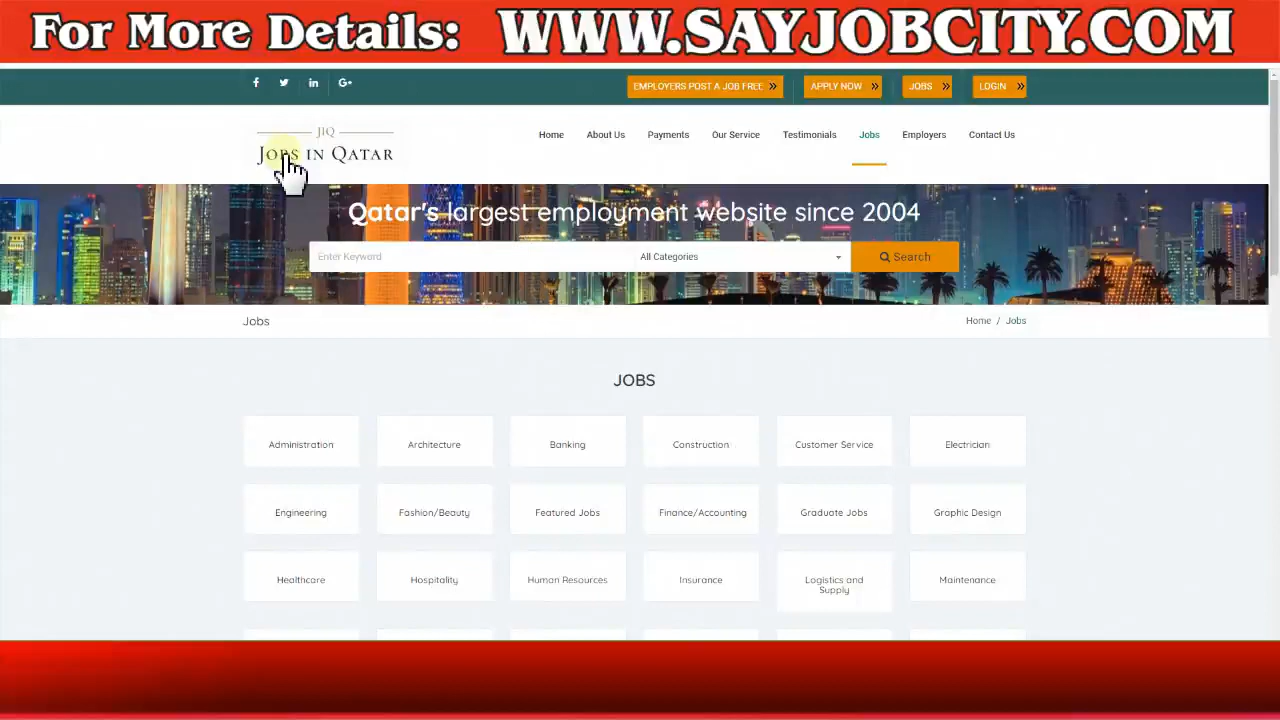 For More Details: WWW.SAYJOBCITY.COM
EMPLOYERS POST A JOB FREE » APPLY NOW » JOBS » LOGIN »
JIQ
JOBS IN QATAR
Home About Us Payments Our Service Testimonials Jobs Employers Contact Us
Qatar's largest employment website since 2004
Enter Keyword All Categories Search
Jobs Home / Jobs
JOBS
Administration Architecture Banking Construction Customer Service Electrician
Engineering Fashion/Beauty Featured Jobs Finance/Accounting Graduate Jobs Graphic Design
Healthcare Hospitality Human Resources Insurance Logistics and Supply Maintenance